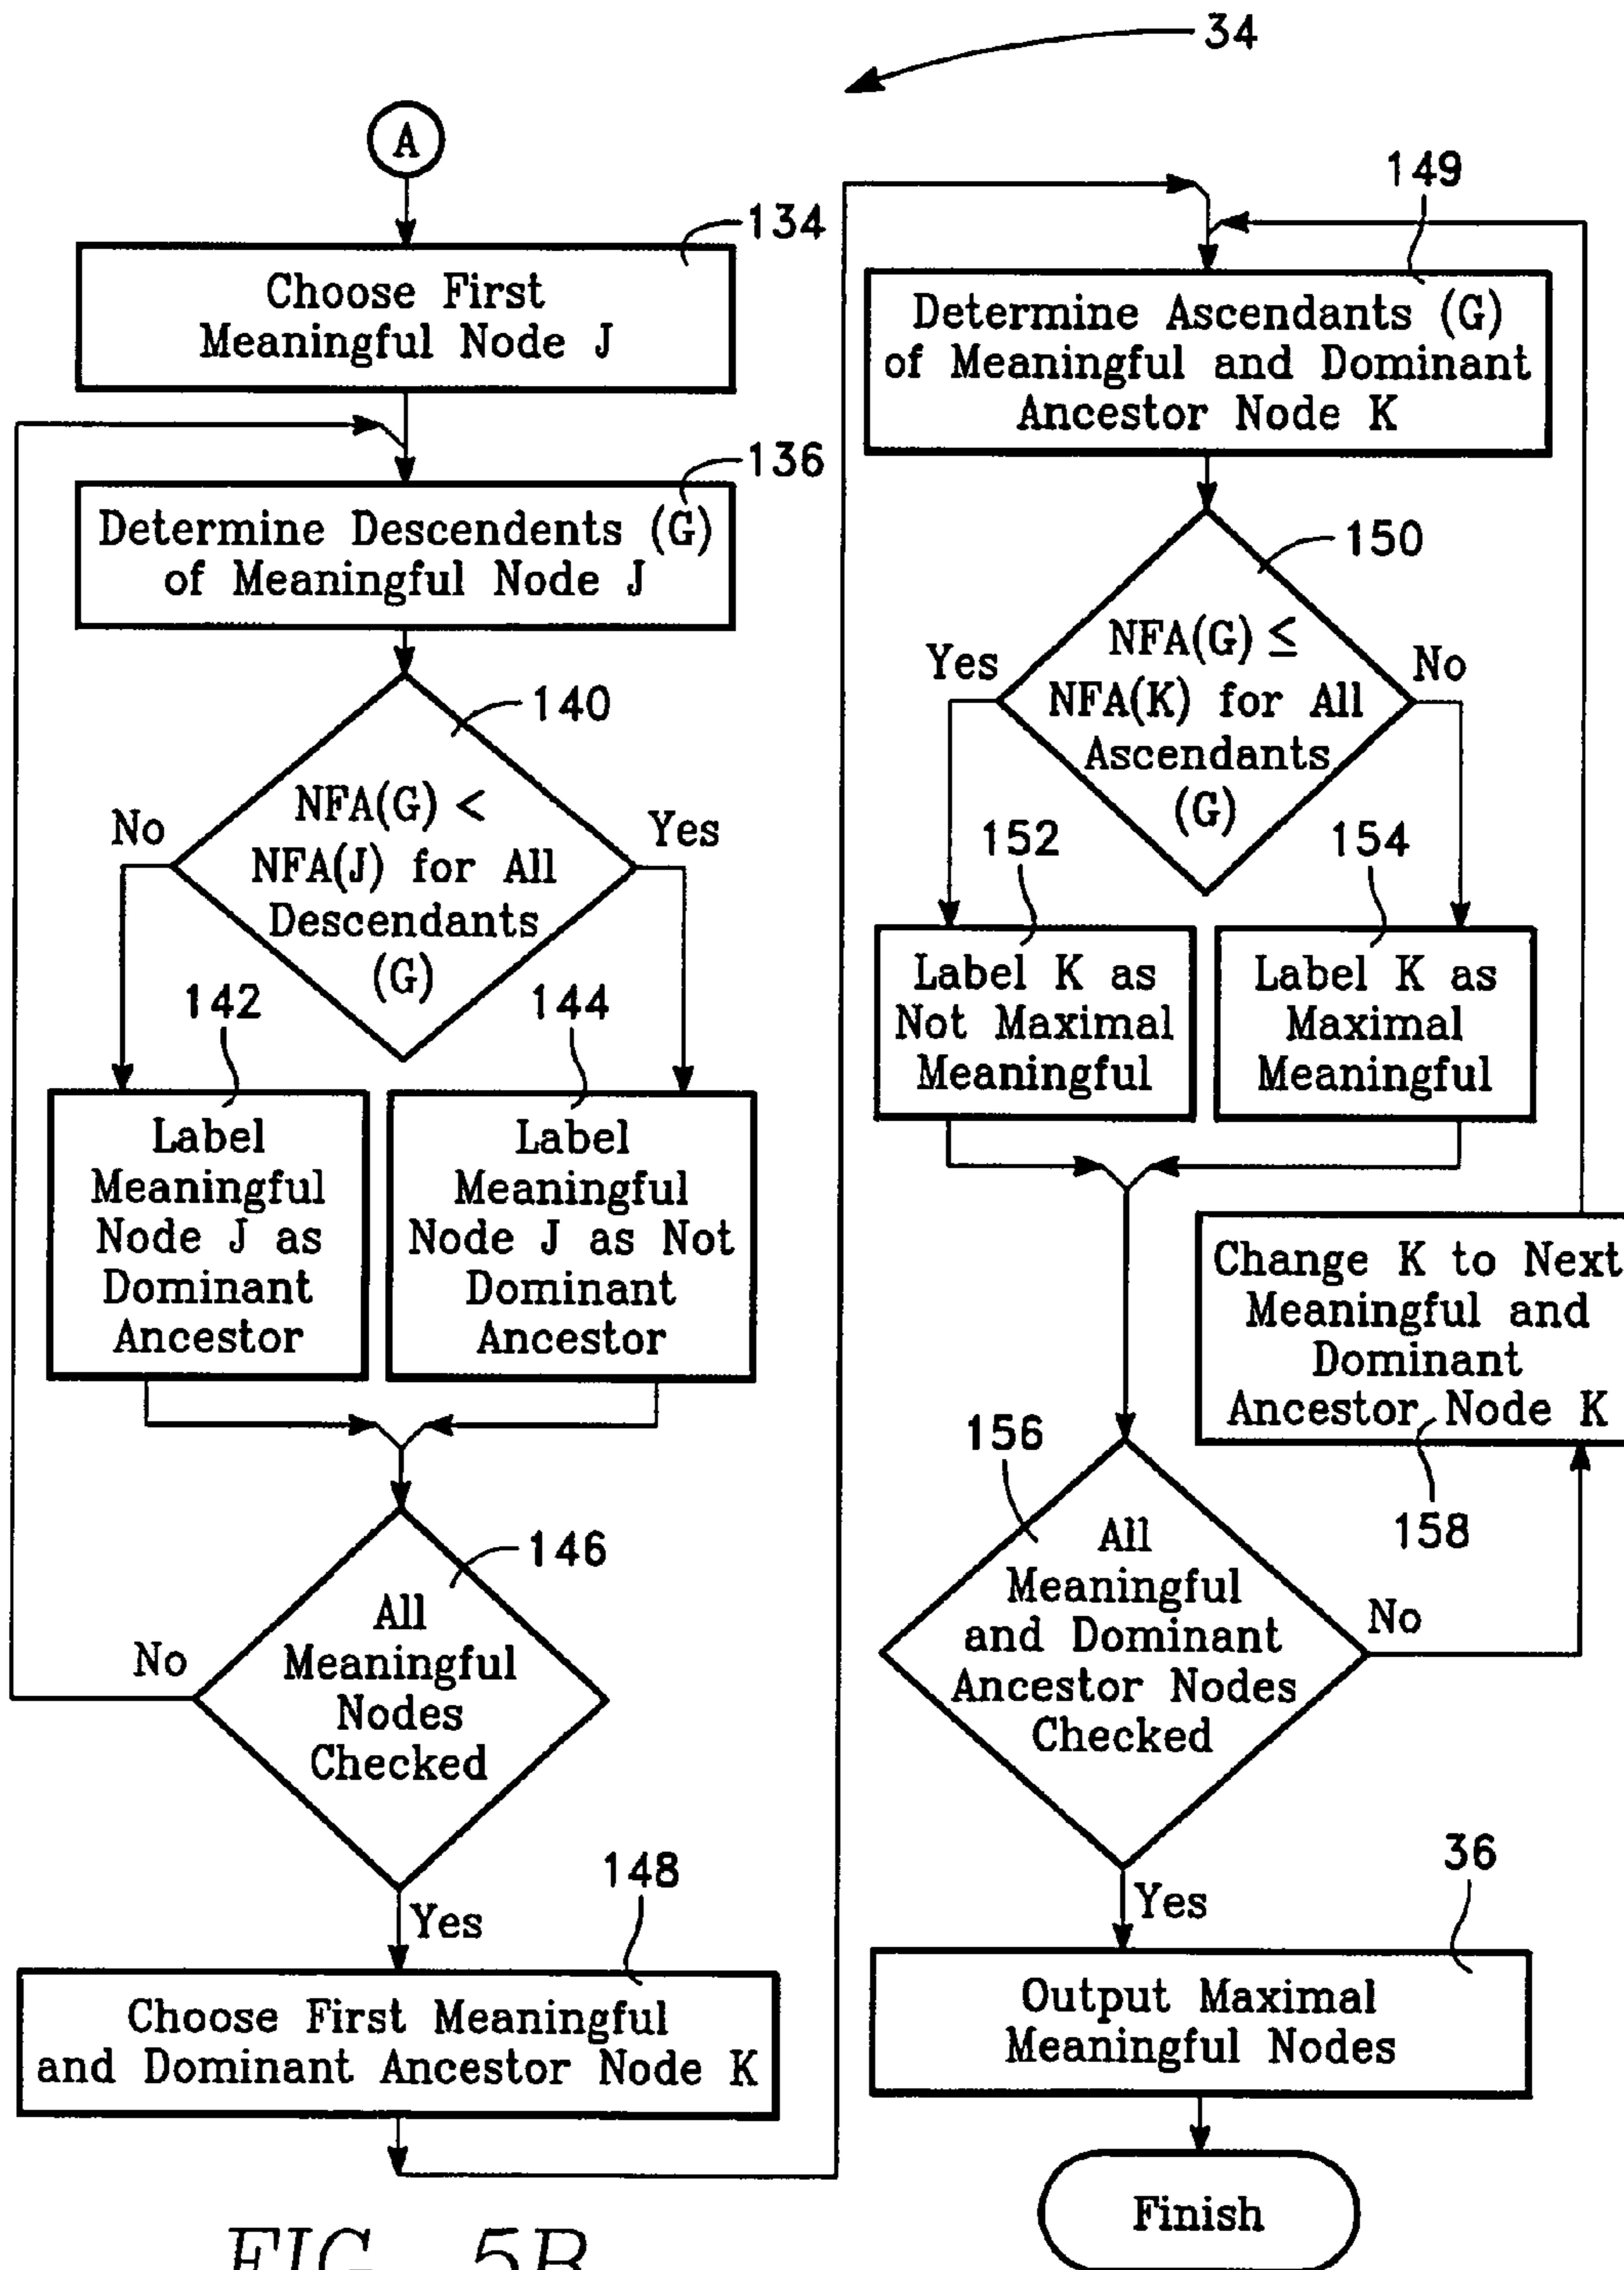 34
A
134
Choose First
Meaningful Node J
136
Determine Descendents (G)
of Meaningful Node J
140
NFA(G) <
NFA(J) for All
Descendants
(G)
No
Yes
142
144
Label
Meaningful
Node J as
Dominant
Ancestor
Label
Meaningful
Node J as Not
Dominant
Ancestor
146
All
Meaningful
Nodes
Checked
No
Yes
148
Choose First Meaningful
and Dominant Ancestor Node K
149
Determine Ascendants (G)
of Meaningful and Dominant
Ancestor Node K
150
NFA(G) ≤
NFA(K) for All
Ascendants
(G)
Yes
No
152
154
Label K as
Not Maximal
Meaningful
Label K as
Maximal
Meaningful
Change K to Next
Meaningful and
Dominant
Ancestor Node K
158
156
All
Meaningful
and Dominant
Ancestor Nodes
Checked
No
Yes
36
Output Maximal
Meaningful Nodes
Finish
FIG. 5B